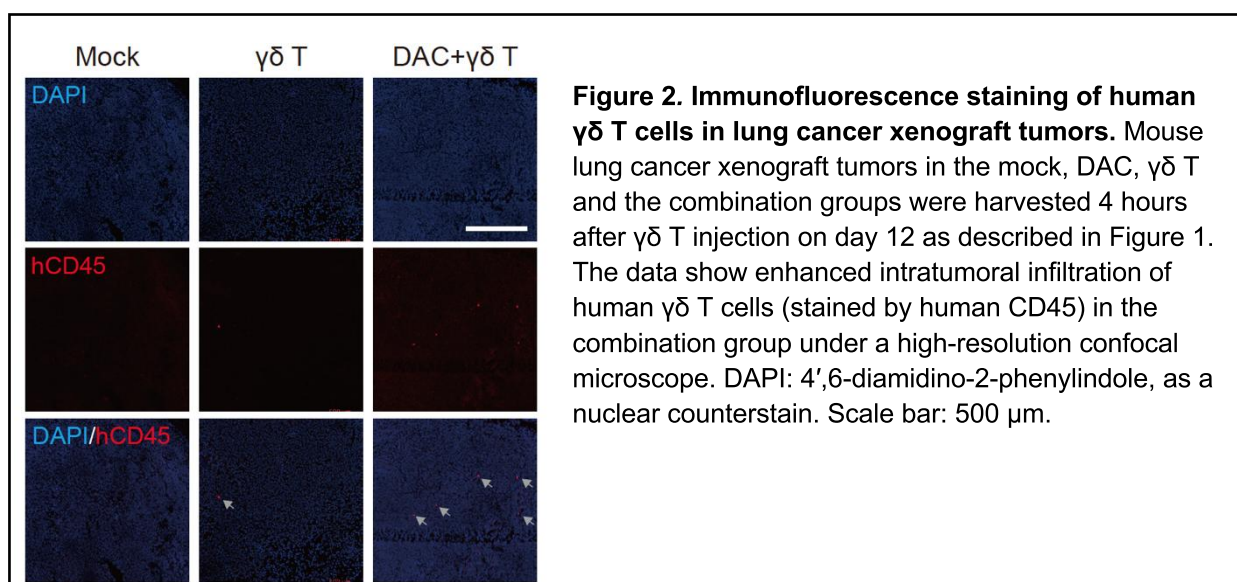 Mock γδ T DAC+γδ T
DAPI
hCD45
DAPI/hCD45
Figure 2. Immunofluorescence staining of human
γδ T cells in lung cancer xenograft tumors. Mouse
lung cancer xenograft tumors in the mock, DAC, γδ T
and the combination groups were harvested 4 hours
after γδ T injection on day 12 as described in Figure 1.
The data show enhanced intratumoral infiltration of
human γδ T cells (stained by human CD45) in the
combination group under a high-resolution confocal
microscope. DAPI: 4′,6-diamidino-2-phenylindole, as a
nuclear counterstain. Scale bar: 500 μm.